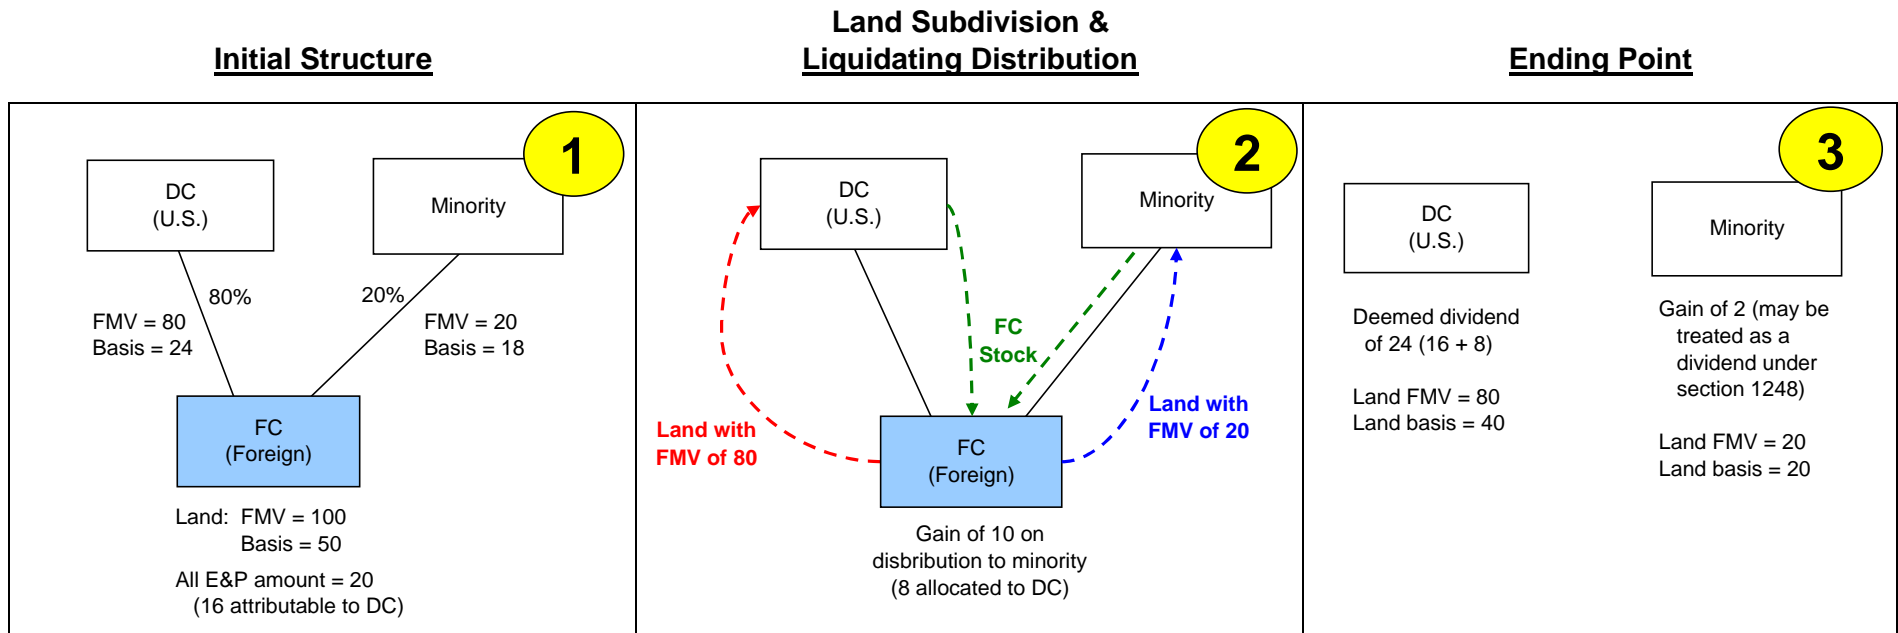 Initial Structure
Land Subdivision &
Liquidating Distribution
Ending Point
1
DC
(U.S.)
Minority
80%
20%
FMV = 80
Basis = 24
FMV = 20
Basis = 18
FC
(Foreign)
Land: FMV = 100
Basis = 50
All E&P amount = 20
(16 attributable to DC)
2
DC
(U.S.)
Minority
FC
Stock
Land with
FMV of 80
Land with
FMV of 20
FC
(Foreign)
Gain of 10 on
disbribution to minority
(8 allocated to DC)
3
DC
(U.S.)
Minority
Deemed dividend
of 24 (16 + 8)
Land FMV = 80
Land basis = 40
Gain of 2 (may be
treated as a
dividend under
section 1248)
Land FMV = 20
Land basis = 20